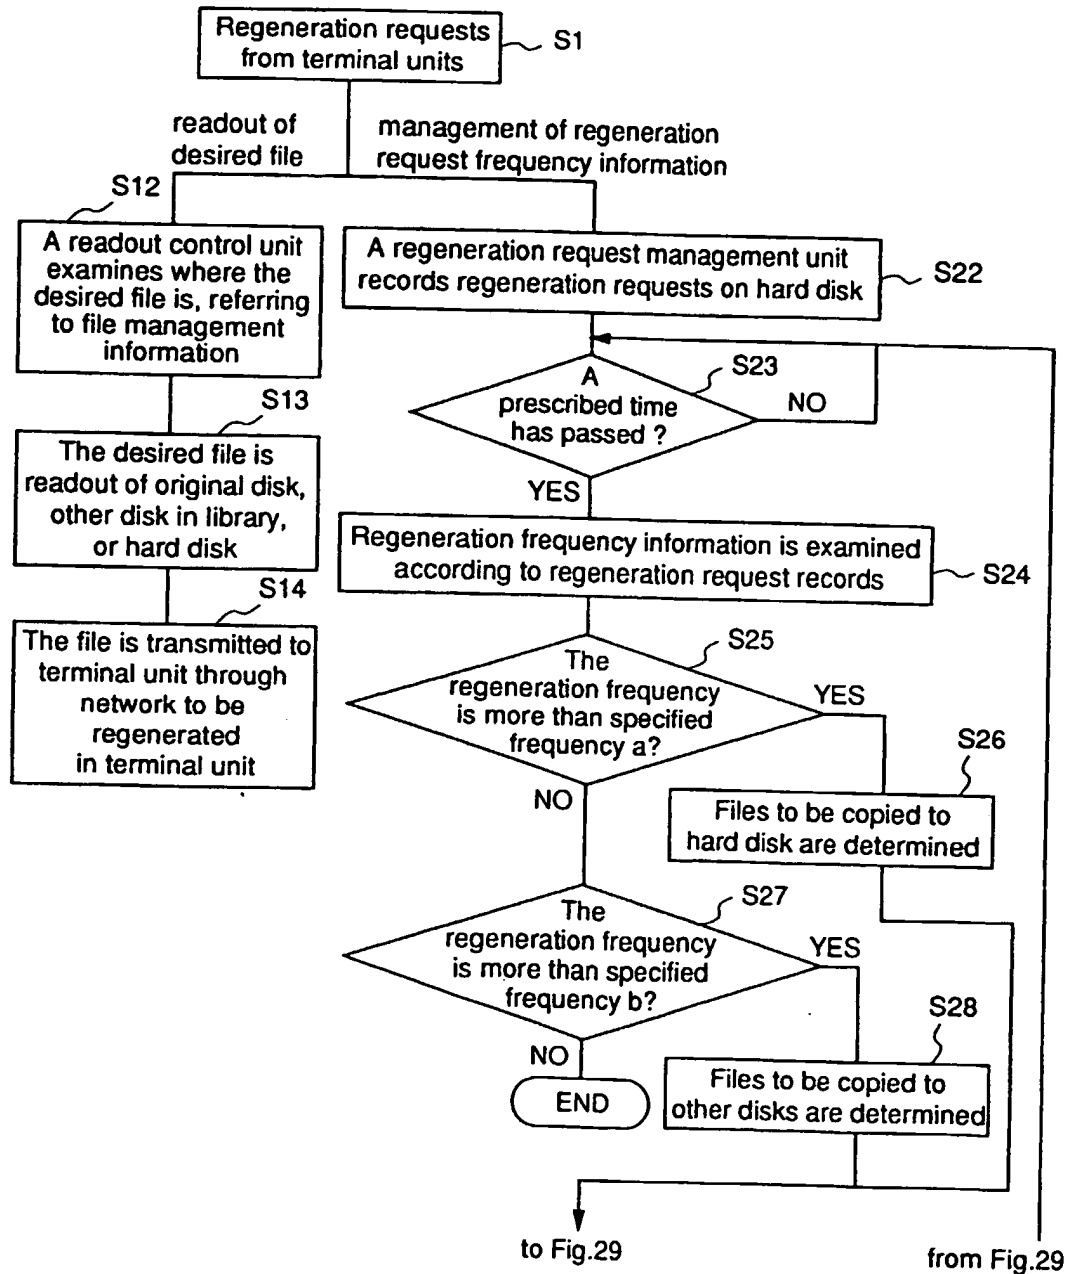 Regeneration requests
from terminal units
S1
readout of
desired file
management of regeneration
request frequency information
S12
A readout control unit
examines where the
desired file is, referring
to file management
information
A regeneration request management unit
records regeneration requests on hard disk
S22
S13
The desired file is
readout of original disk,
other disk in library,
or hard disk
A
prescribed time
has passed ?
S23
NO
YES
S14
The file is transmitted to
terminal unit through
network to be
regenerated
in terminal unit
Regeneration frequency information is examined
according to regeneration request records
S24
The
regeneration frequency
is more than specified
frequency a?
S25
YES
NO
S26
Files to be copied to
hard disk are determined
The
regeneration frequency
is more than specified
frequency b?
S27
YES
NO
END
S28
Files to be copied to
other disks are determined
to Fig.29
from Fig.29